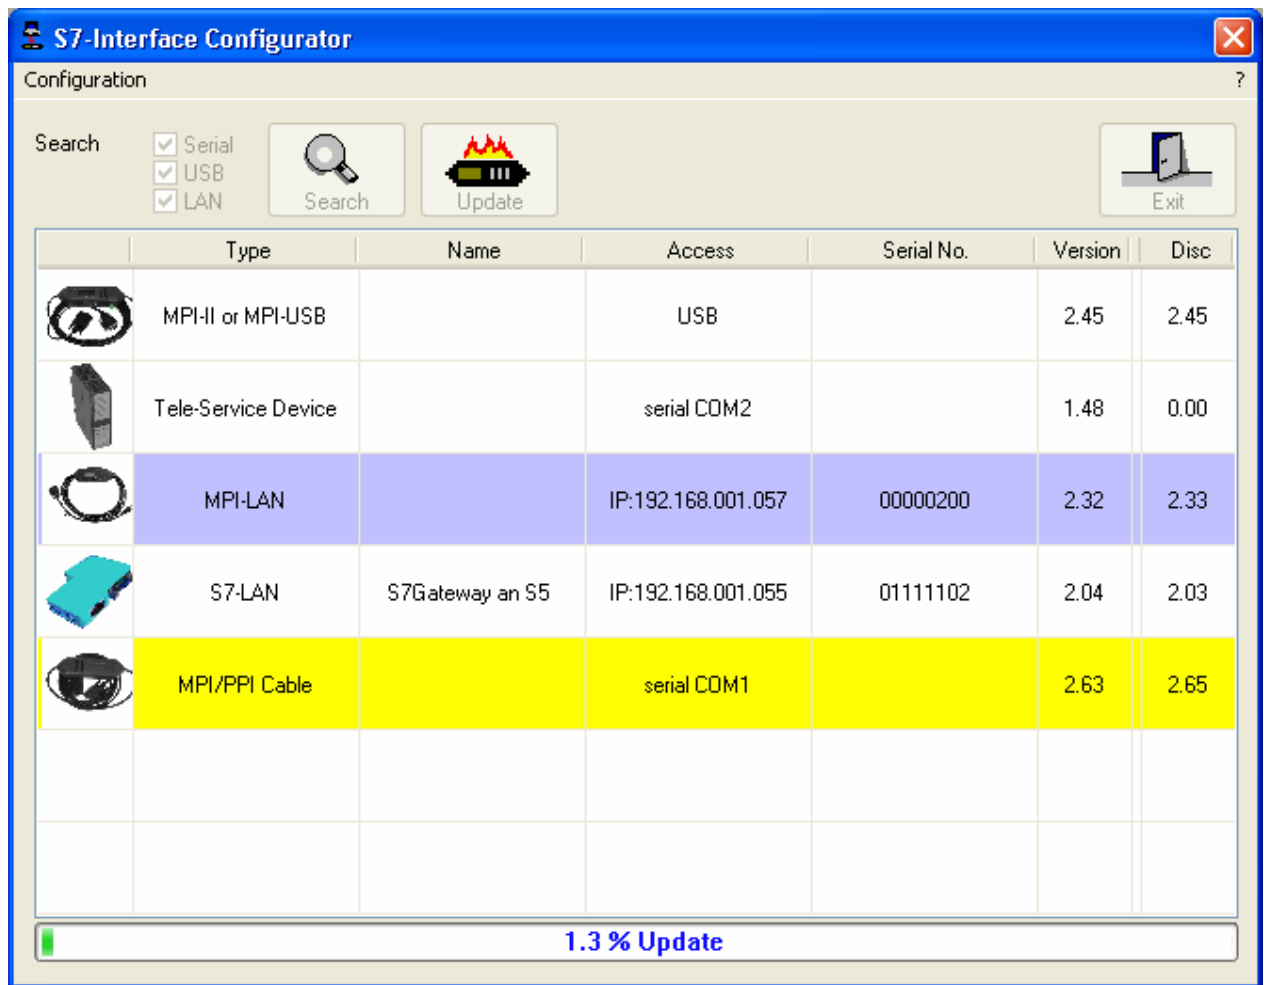 S7-Interface Configurator
Configuration ?
Search
Serial
USB
LAN
Search
Update
Exit
Type Name Access Serial No. Version Disc
MPI-II or MPI-USB USB 2.45 2.45
Tele-Service Device serial COM2 1.48 0.00
MPI-LAN IP:192.168.001.057 00000200 2.32 2.33
S7-LAN S7Gateway an S5 IP:192.168.001.055 01111102 2.04 2.03
MPI/PPI Cable serial COM1 2.63 2.65
1.3 % Update